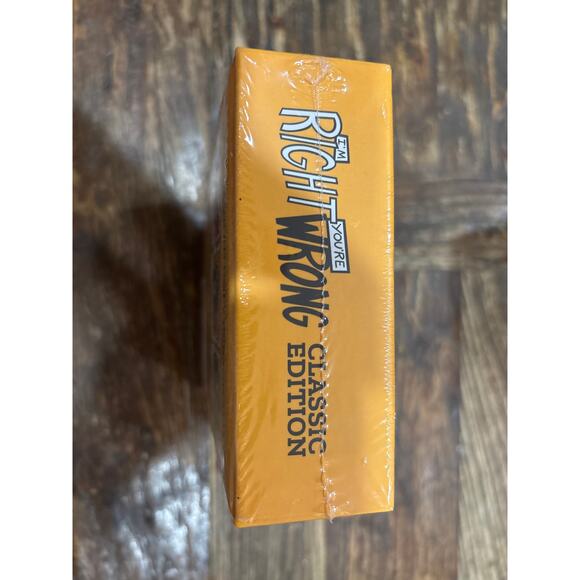 I'M
RIGHT
YOU'RE
WRONG
CLASSIC
EDITION